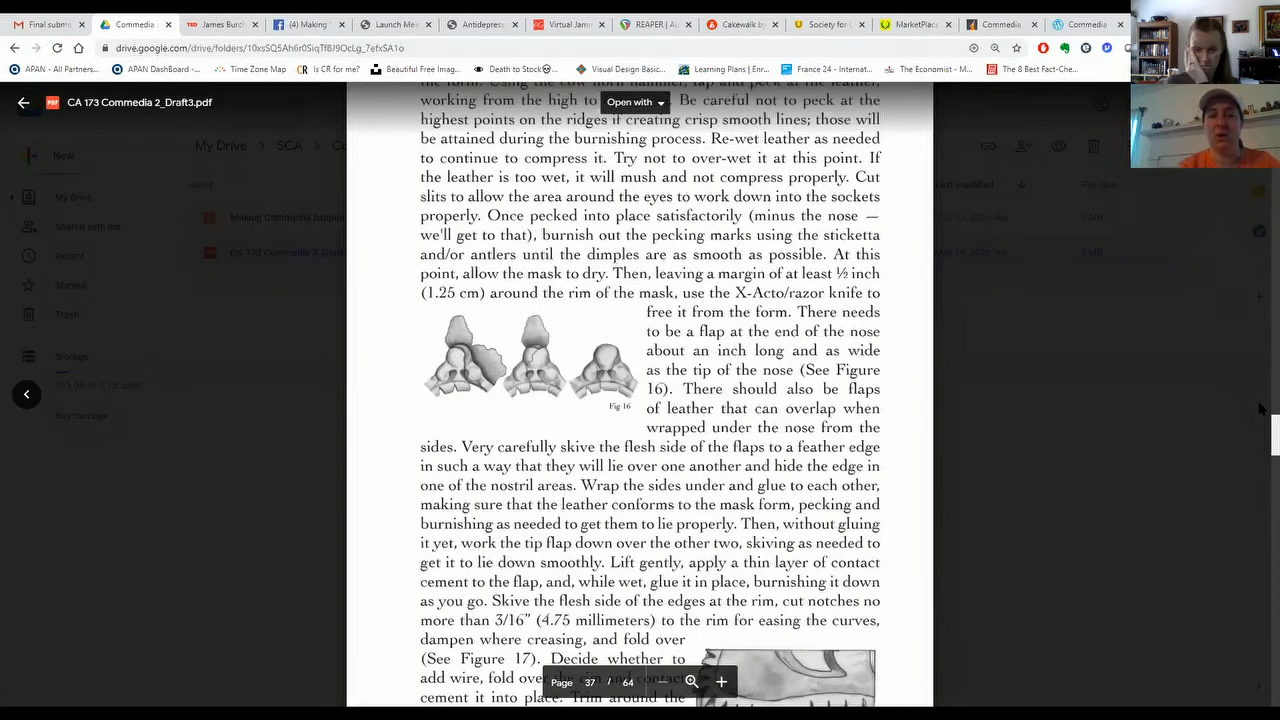 Final submis
Commedia
James Burch
(4) Making
Launch Mee
Antidepress
Virtual Jam
REAPER | A
Cakewalk by
Society for C
MarketPlace
Commedia
Commedia
drive.google.com/drive/folders/10xsSQSAh6r0SiqTf8J9OcLg_7efxSA1o
APAN - All Partners...
APAN DashBoard -...
Time Zone Map
CR Is CR for me?
Beautiful Free Imag...
Death to Stock
Visual Design Basic...
Learning Plans | Enr...
France 24 - Internat...
The Economist - M...
The 8 Best Fact-Che...
PDF CA 173 Commedia 2_Draft3.pdf
Open with
My Drive
SCA
New
Name
Last modified
File size
My Drive
Shared with me
Recent
Starred
Trash
Storage
Buy storage
Making Commedia happen
CA 173 Commedia 2_Draft
working from the high to
Be careful not to peck at the
highest points on the ridges if creating crisp smooth lines; those will
be attained during the burnishing process. Re-wet leather as needed
to continue to compress it. Try not to over-wet it at this point. If
the leather is too wet, it will mush and not compress properly. Cut
slits to allow the area around the eyes to work down into the sockets
properly. Once pecked into place satisfactorily (minus the nose —
we'll get to that), burnish out the pecking marks using the sticketta
and/or antlers until the dimples are as smooth as possible. At this
point, allow the mask to dry. Then, leaving a margin of at least ½ inch
(1.25 cm) around the rim of the mask, use the X-Acto/razor knife to
free it from the form. There needs
to be a flap at the end of the nose
about an inch long and as wide
as the tip of the nose (See Figure
16). There should also be flaps
of leather that can overlap when
wrapped under the nose from the
Fig 16
sides. Very carefully skive the flesh side of the flaps to a feather edge
in such a way that they will lie over one another and hide the edge in
one of the nostril areas. Wrap the sides under and glue to each other,
making sure that the leather conforms to the mask form, pecking and
burnishing as needed to get them to lie properly. Then, without gluing
it yet, work the tip flap down over the other two, skiving as needed to
get it to lie down smoothly. Lift gently, apply a thin layer of contact
cement to the flap, and, while wet, glue it in place, burnishing it down
as you go. Skive the flesh side of the edges at the rim, cut notches no
more than 3/16” (4.75 millimeters) to the rim for easing the curves,
dampen where creasing, and fold over
(See Figure 17). Decide whether to
add wire, fold over the rim and contact
cement it into place. Trim around the
Page 37 / 64